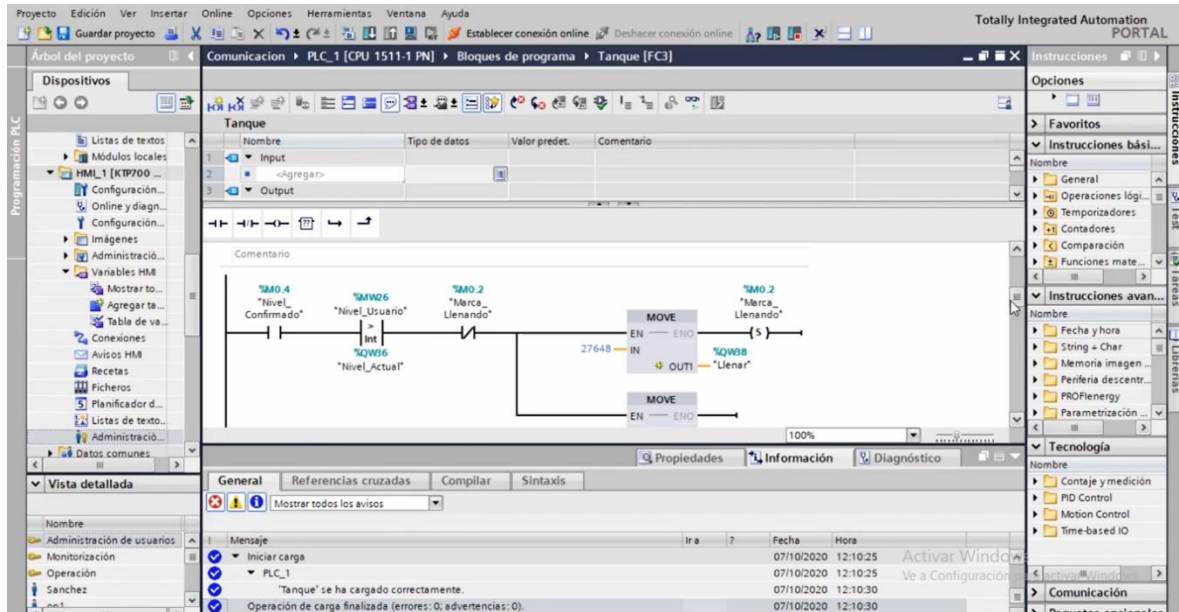 Proyecto Edición Ver Insertar Online Opciones Herramientas Ventana Ayuda
Totally Integrated Automation
PORTAL
Guardar proyecto Establecer conexión online Deshacer conexión online
Árbol del proyecto
Comunicacion PLC_1 [CPU 1511-1 PN] Bloques de programa Tanque [FC3]
Instrucciones
Dispositivos
Opciones
Programación PLC
Listas de textos
Módulos locales
HMI_1 [KTP700 ...
Configuración...
Online y diagn...
Configuración...
Imágenes
Administració...
Variables HMI
Mostrar to...
Agregar ta...
Tabla de va...
Conexiones
Avisos HMI
Recetas
Ficheros
Planificador d...
Listas de texto...
Administració...
Datos comunes
Tanque
Nombre Tipo de datos Valor predet. Comentario
1 Input
2 <Agregar>
3 Output
Comentario
%M0.4
"Nivel_
Confirmado"
%MW26
"Nivel_Usuario"
>
Int
%QW36
"Nivel_Actual"
%M0.2
"Marca_
Llenando"
MOVE
EN ENO
27648 IN
OUT1
%QW38
"Llenar"
%M0.2
"Marca_
Llenando"
S
MOVE
EN ENO
100%
Favoritos
Instrucciones bási...
Nombre
General
Operaciones lógi...
Temporizadores
Contadores
Comparación
Funciones mate...
Instrucciones avan...
Nombre
Fecha y hora
String + Char
Memoria imagen ...
Periferia descentr...
PROFIenergy
Parametrización ...
Tecnología
Nombre
Contaje y medición
PID Control
Motion Control
Time-based IO
Comunicación
Instrucciones
Test
Tareas
Librerías
Propiedades Información Diagnóstico
Vista detallada
Nombre
Administración de usuarios
Monitorización
Operación
Sanchez
General Referencias cruzadas Compilar Sintaxis
Mostrar todos los avisos
! Mensaje Ir a ? Fecha Hora
Iniciar carga 07/10/2020 12:10:25
PLC_1 07/10/2020 12:10:25
'Tanque' se ha cargado correctamente. 07/10/2020 12:10:30
Operación de carga finalizada (errores: 0; advertencias: 0). 07/10/2020 12:10:30
Activar Windows
Ve a Configuración para activar Windows.